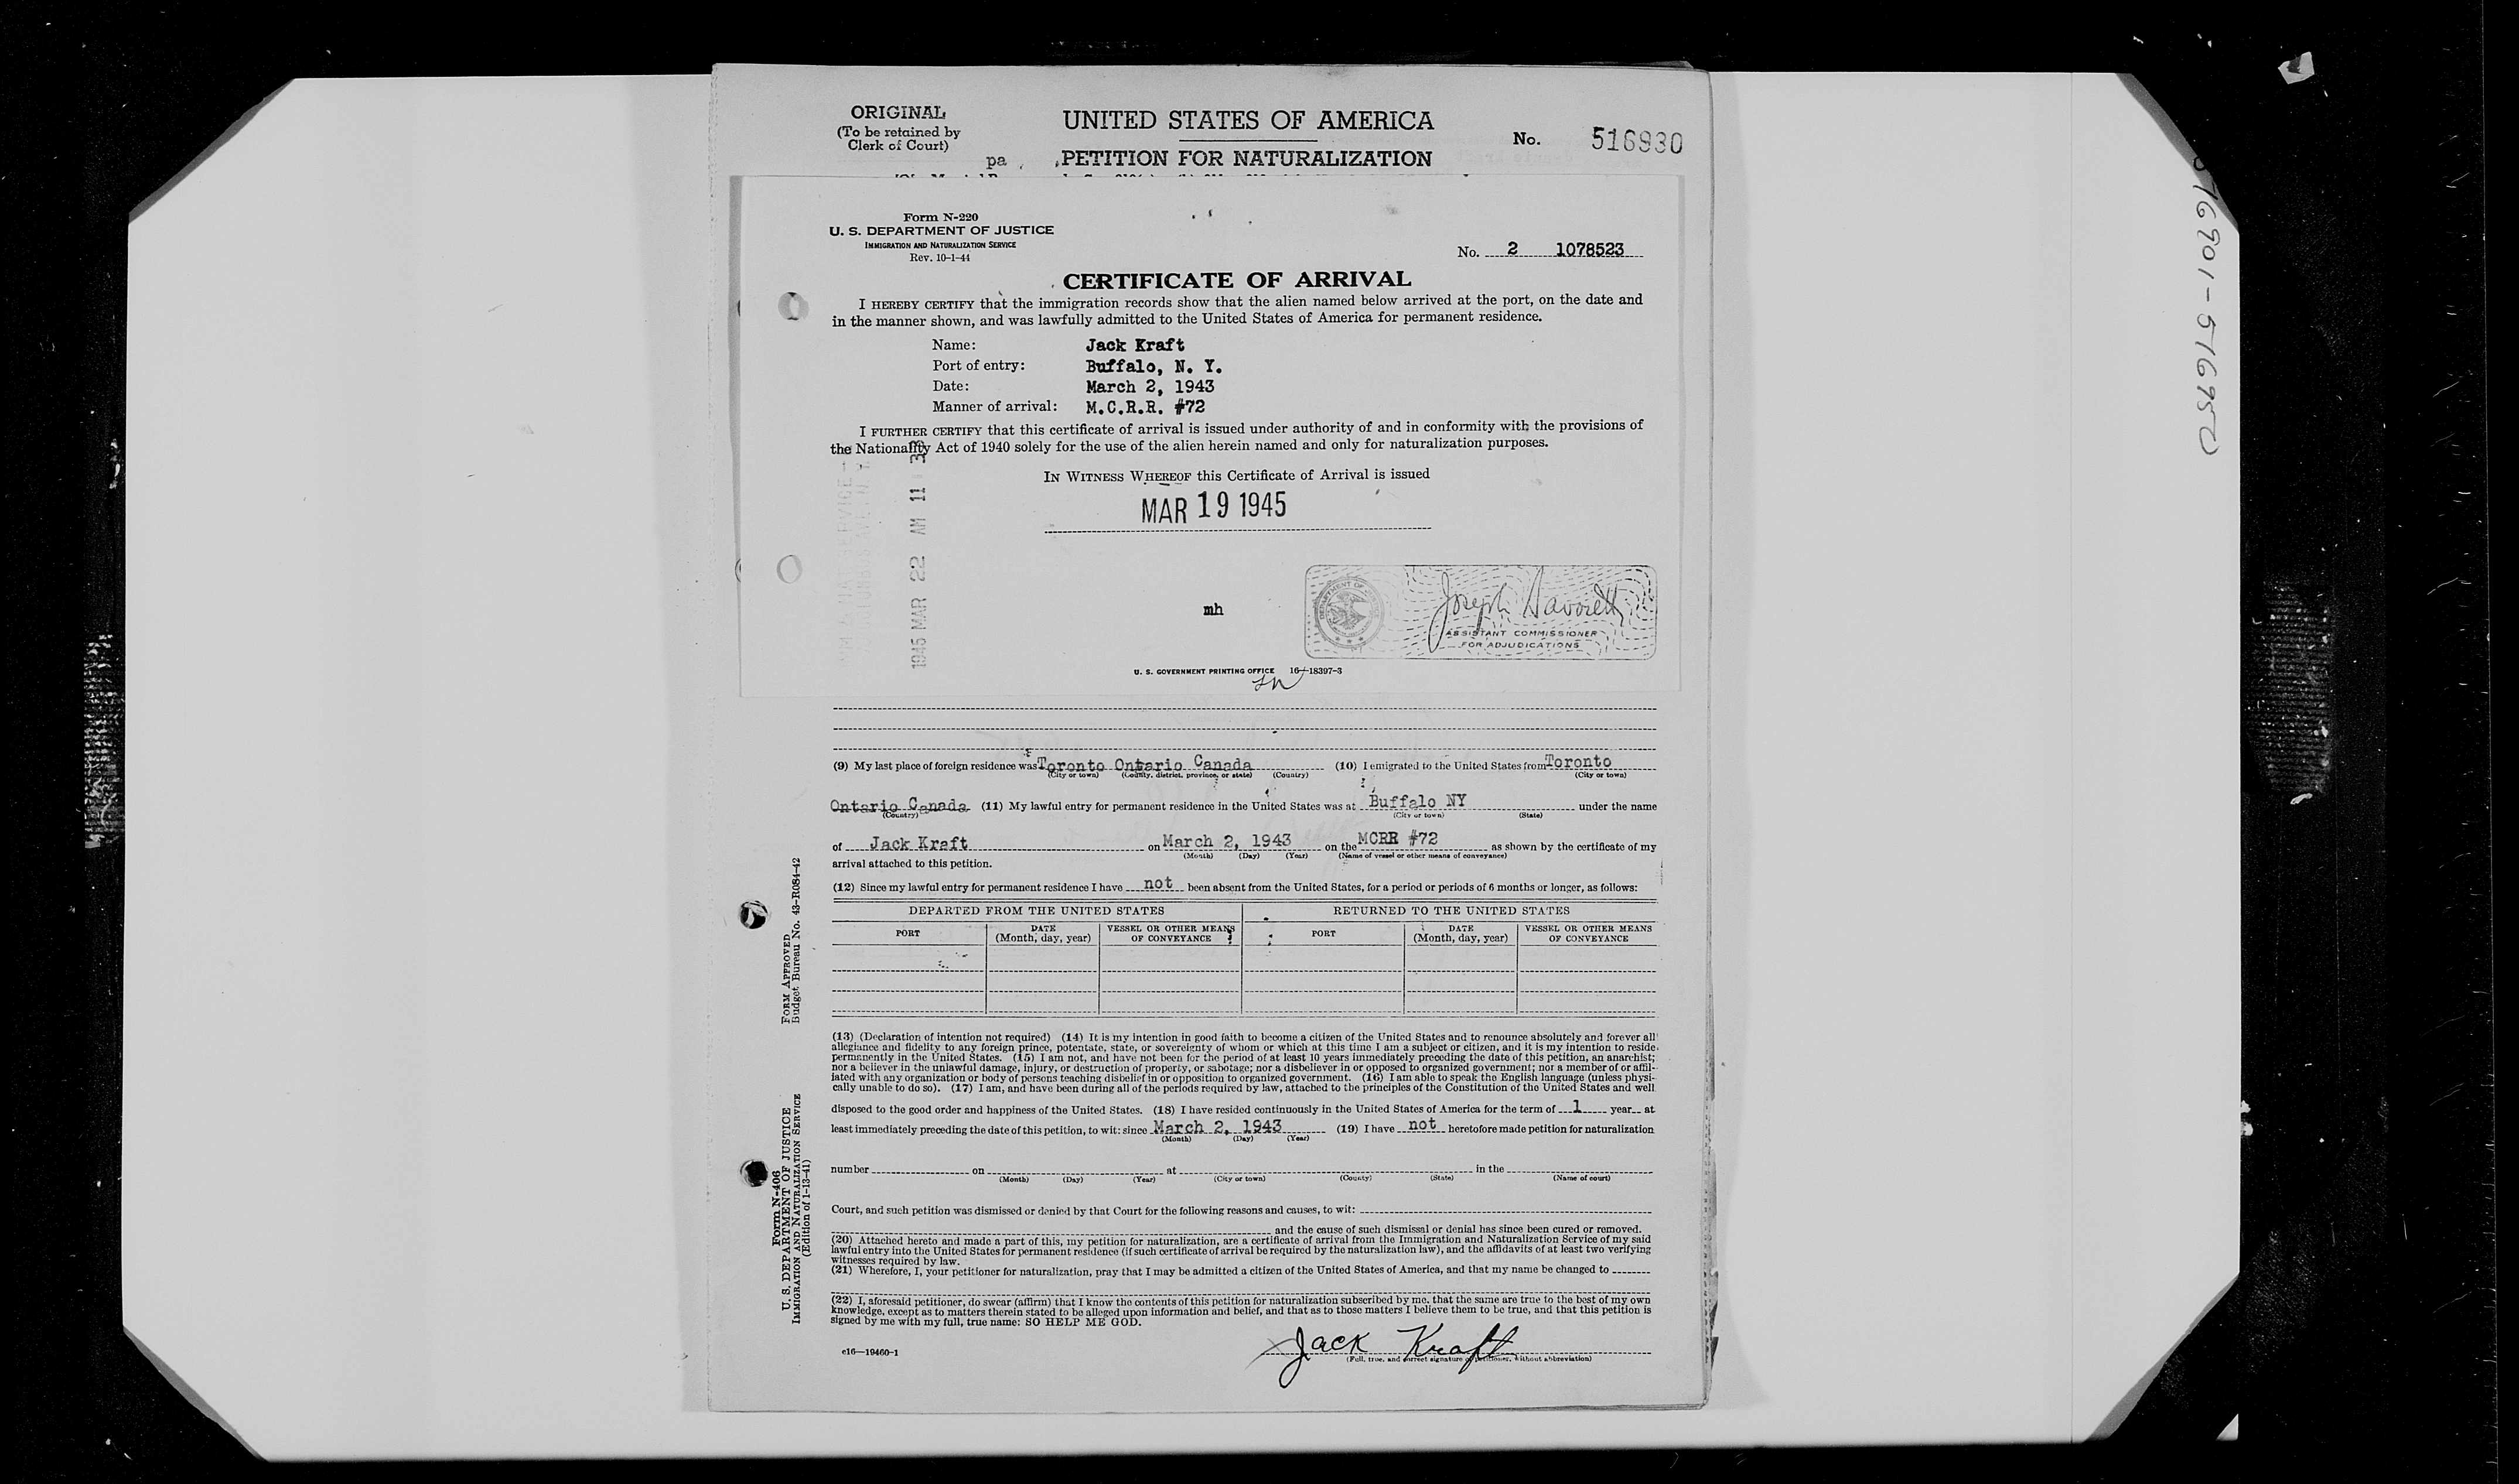 ORIGINAL
(To be retained by
Clerk of Court)
UNITED STATES OF AMERICA
No. 516930
pa
PETITION FOR NATURALIZATION
Form N-220
U. S. DEPARTMENT OF JUSTICE
IMMIGRATION AND NATURALIZATION SERVICE
Rev. 10-1-44
No. 2 1078523
CERTIFICATE OF ARRIVAL
I HEREBY CERTIFY that the immigration records show that the alien named below arrived at the port, on the date and
in the manner shown, and was lawfully admitted to the United States of America for permanent residence.
Name: Jack Kraft
Port of entry: Buffalo, N. Y.
Date: March 2, 1943
Manner of arrival: M.C.R.R. #72
I FURTHER CERTIFY that this certificate of arrival is issued under authority of and in conformity with the provisions of
the Nationality Act of 1940 solely for the use of the alien herein named and only for naturalization purposes.
IN WITNESS WHEREOF this Certificate of Arrival is issued
MAR 19 1945
1945 MAR 22 AM 11
mh
DEPARTMENT OF JUSTICE
Joseph Savoretti
ASSISTANT COMMISSIONER
FOR ADJUDICATIONS
U. S. GOVERNMENT PRINTING OFFICE 16-18397-3
(9) My last place of foreign residence was Toronto Ontario Canada (10) I emigrated to the United States from Toronto
(City or town) (County, district, province, or state) (Country) (City or town)
Ontario Canada (11) My lawful entry for permanent residence in the United States was at Buffalo NY under the name
(Country) (City or town) (State)
of Jack Kraft on March 2, 1943 on the MCRR #72 as shown by the certificate of my
(Month) (Day) (Year) (Name of vessel or other means of conveyance)
arrival attached to this petition.
(12) Since my lawful entry for permanent residence I have not been absent from the United States, for a period or periods of 6 months or longer, as follows:
DEPARTED FROM THE UNITED STATES RETURNED TO THE UNITED STATES
PORT DATE (Month, day, year) VESSEL OR OTHER MEANS OF CONVEYANCE PORT DATE (Month, day, year) VESSEL OR OTHER MEANS OF CONVEYANCE
(13) (Declaration of intention not required) (14) It is my intention in good faith to become a citizen of the United States and to renounce absolutely and forever all
allegiance and fidelity to any foreign prince, potentate, state, or sovereignty of whom or which at this time I am a subject or citizen, and it is my intention to reside
permanently in the United States. (15) I am not, and have not been for the period of at least 10 years immediately preceding the date of this petition, an anarchist;
nor a believer in the unlawful damage, injury, or destruction of property, or sabotage; nor a disbeliever in or opposed to organized government; nor a member of or affil-
iated with any organization or body of persons teaching disbelief in or opposition to organized government. (16) I am able to speak the English language (unless physi-
cally unable to do so). (17) I am, and have been during all of the periods required by law, attached to the principles of the Constitution of the United States and well
disposed to the good order and happiness of the United States. (18) I have resided continuously in the United States of America for the term of 1 year at
least immediately preceding the date of this petition, to wit: since March 2, 1943 (19) I have not heretofore made petition for naturalization
(Month) (Day) (Year)
number on at in the
(Month) (Day) (Year) (City or town) (County) (State) (Name of court)
Court, and such petition was dismissed or denied by that Court for the following reasons and causes, to wit:
and the cause of such dismissal or denial has since been cured or removed.
(20) Attached hereto and made a part of this, my petition for naturalization, are a certificate of arrival from the Immigration and Naturalization Service of my said
lawful entry into the United States for permanent residence (if such certificate of arrival be required by the naturalization law), and the affidavits of at least two verifying
witnesses required by law.
(21) Wherefore, I, your petitioner for naturalization, pray that I may be admitted a citizen of the United States of America, and that my name be changed to
(22) I, aforesaid petitioner, do swear (affirm) that I know the contents of this petition for naturalization subscribed by me, that the same are true to the best of my own
knowledge, except as to matters therein stated to be alleged upon information and belief, and that as to those matters I believe them to be true, and that this petition is
signed by me with my full, true name: SO HELP ME GOD.
Jack Kraft
(Full, true, and correct signature of petitioner, without abbreviation)
c16—19460-1
FORM APPROVED
Budget Bureau No. 43-R084-42
Form N-406
U. S. DEPARTMENT OF JUSTICE
IMMIGRATION AND NATURALIZATION SERVICE
(Edition of 1-13-41)
516901-516950